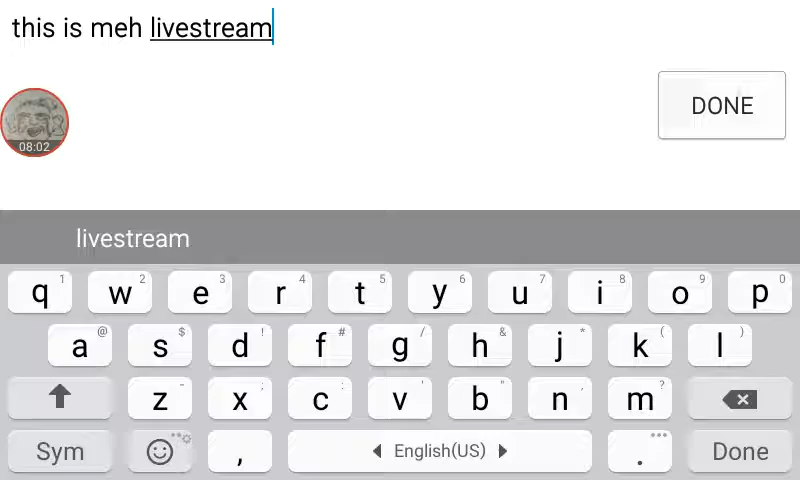 this is meh livestream
DONE
08:02
livestream
q 1 w 2 e 3 r 4 t 5 y 6 u 7 i 8 o 9 p 0
a @ s $ d ! f # g / h & j * k ( l )
z - x ; c : v ' b " n , m ?
Sym , English(US) . Done